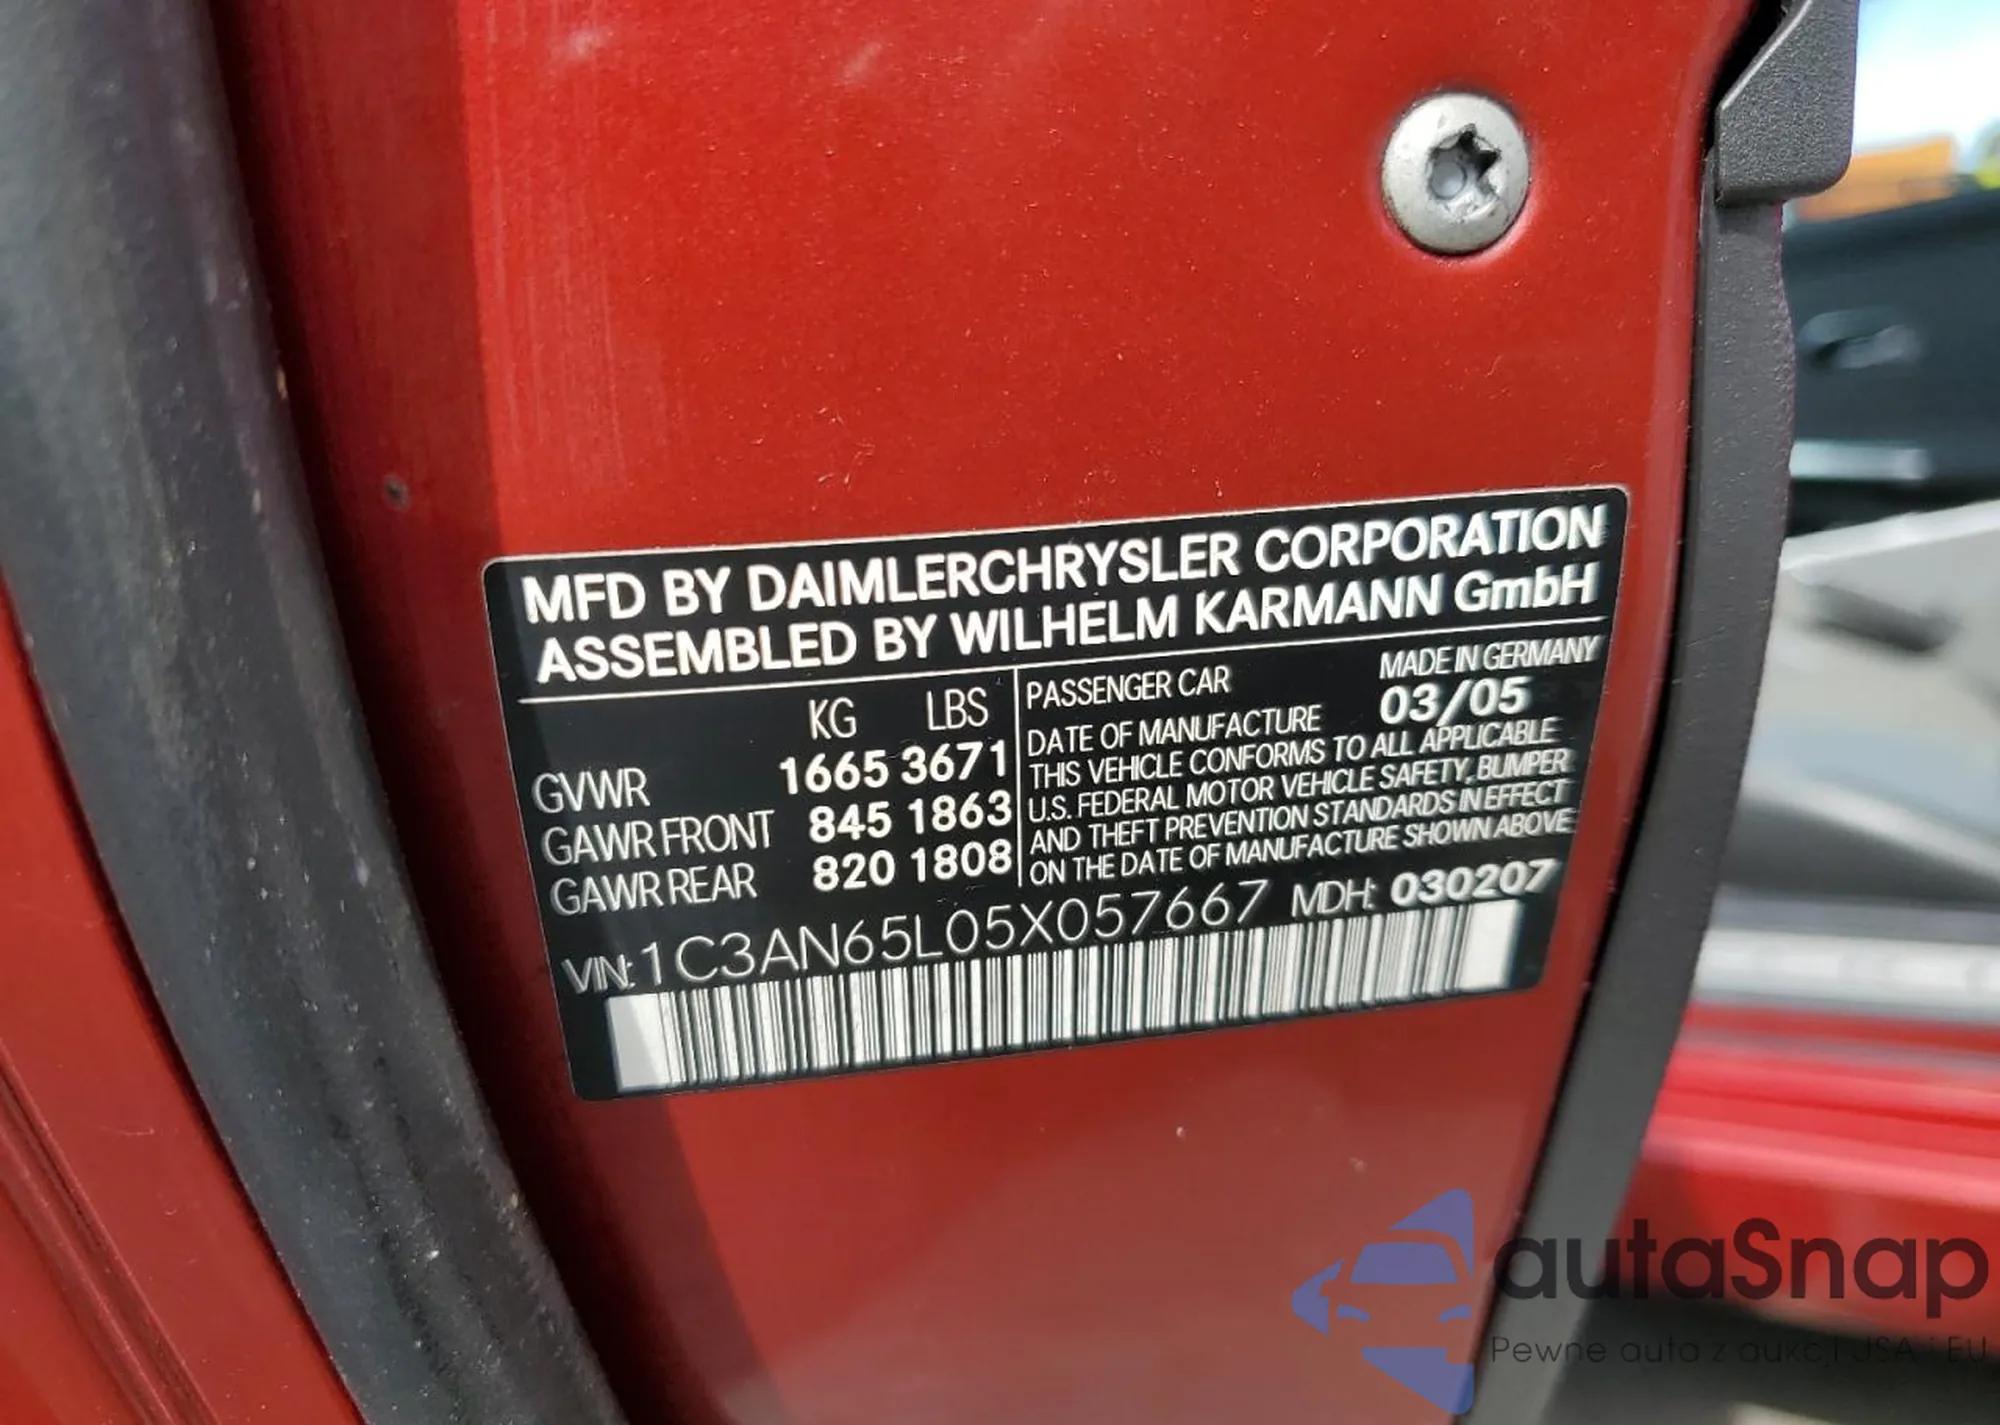 MFD BY DAIMLERCHRYSLER CORPORATION
ASSEMBLED BY WILHELM KARMANN GmbH
KG LBS
GVWR 1665 3671
GAWR FRONT 845 1863
GAWR REAR 820 1808
PASSENGER CAR MADE IN GERMANY
DATE OF MANUFACTURE 03/05
THIS VEHICLE CONFORMS TO ALL APPLICABLE
U.S. FEDERAL MOTOR VEHICLE SAFETY, BUMPER
AND THEFT PREVENTION STANDARDS IN EFFECT
ON THE DATE OF MANUFACTURE SHOWN ABOVE
VIN: 1C3AN65L05X057667 MDH: 030207
autaSnap
Pewne auta z aukcji USA i EU